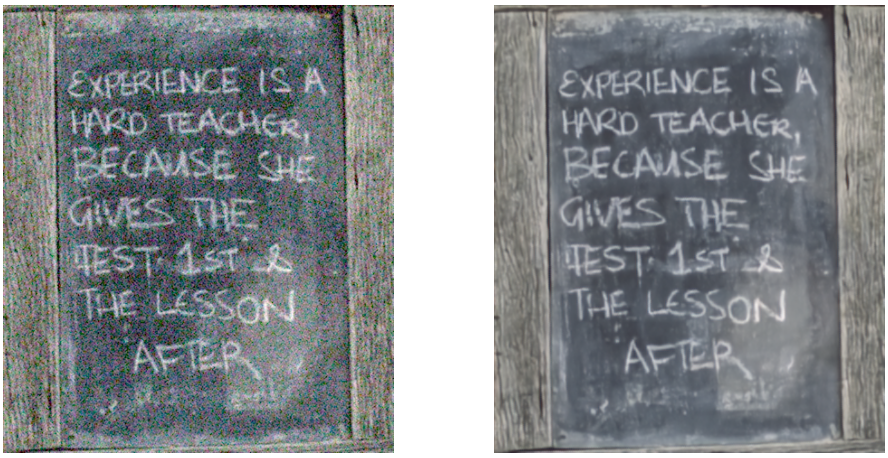 EXPERIENCE IS A
HARD TEACHER,
BECAUSE SHE
GIVES THE
TEST 1ST &
THE LESSON
AFTER
EXPERIENCE IS A
HARD TEACHER,
BECAUSE SHE
GIVES THE
TEST 1ST &
THE LESSON
AFTER